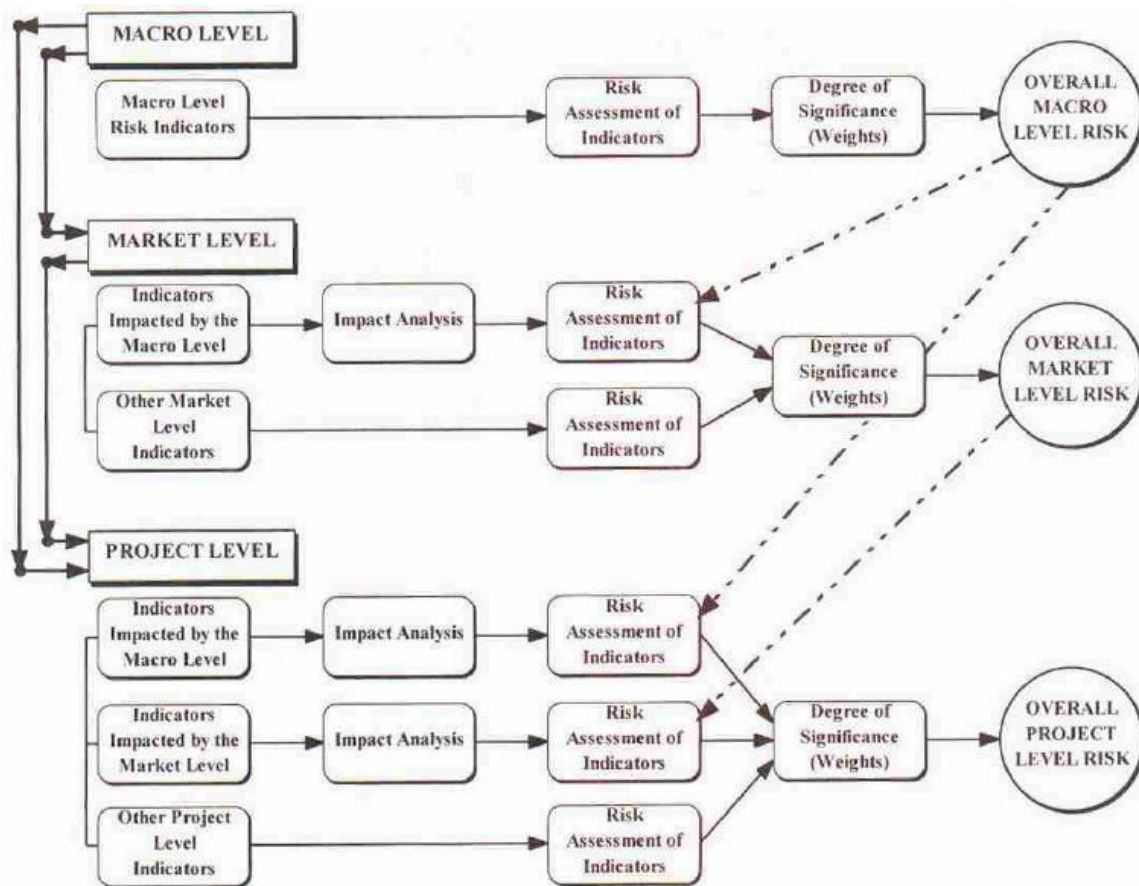 MACRO LEVEL
Macro Level
Risk Indicators
Risk
Assessment of
Indicators
Degree of
Significance
(Weights)
OVERALL
MACRO
LEVEL RISK
MARKET LEVEL
Indicators
Impacted by the
Macro Level
Impact Analysis
Risk
Assessment of
Indicators
Other Market
Level
Indicators
Risk
Assessment of
Indicators
Degree of
Significance
(Weights)
OVERALL
MARKET
LEVEL RISK
PROJECT LEVEL
Indicators
Impacted by the
Macro Level
Impact Analysis
Risk
Assessment of
Indicators
Indicators
Impacted by the
Market Level
Impact Analysis
Risk
Assessment of
Indicators
Other Project
Level
Indicators
Risk
Assessment of
Indicators
Degree of
Significance
(Weights)
OVERALL
PROJECT
LEVEL RISK